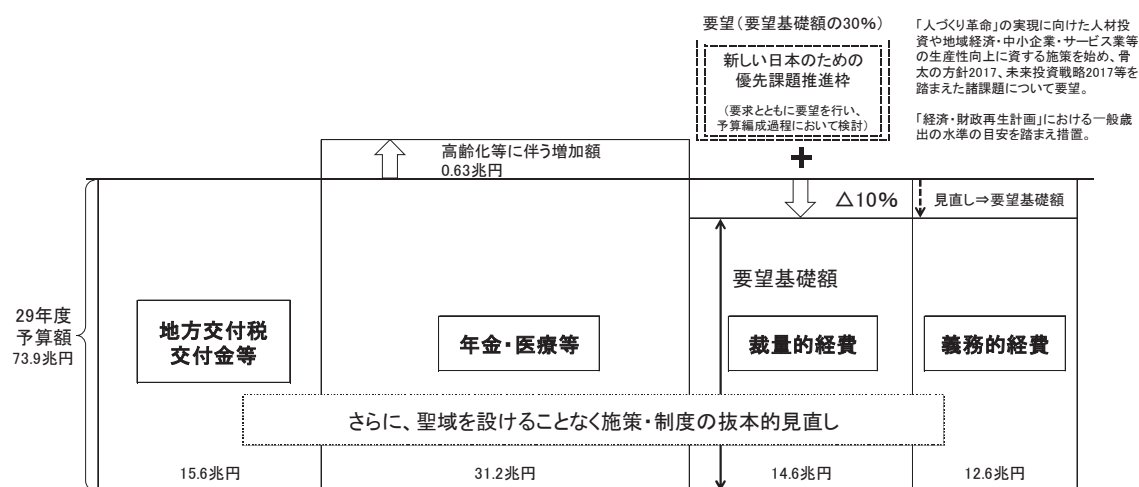 要望(要望基礎額の30%)
新しい日本のための
優先課題推進枠
(要求とともに要望を行い、
予算編成過程において検討)
「人づくり革命」の実現に向けた人材投
資や地域経済・中小企業・サービス業等
の生産性向上に資する施策を始め、骨
太の方針2017、未来投資戦略2017等を
踏まえた諸課題について要望。
「経済・財政再生計画」における一般歳
出の水準の目安を踏まえ措置。
+
高齢化等に伴う増加額
0.63兆円
△10%
見直し⇒要望基礎額
要望基礎額
29年度
予算額
73.9兆円
地方交付税
交付金等
年金・医療等
裁量的経費
義務的経費
さらに、聖域を設けることなく施策・制度の抜本的見直し
15.6兆円
31.2兆円
14.6兆円
12.6兆円